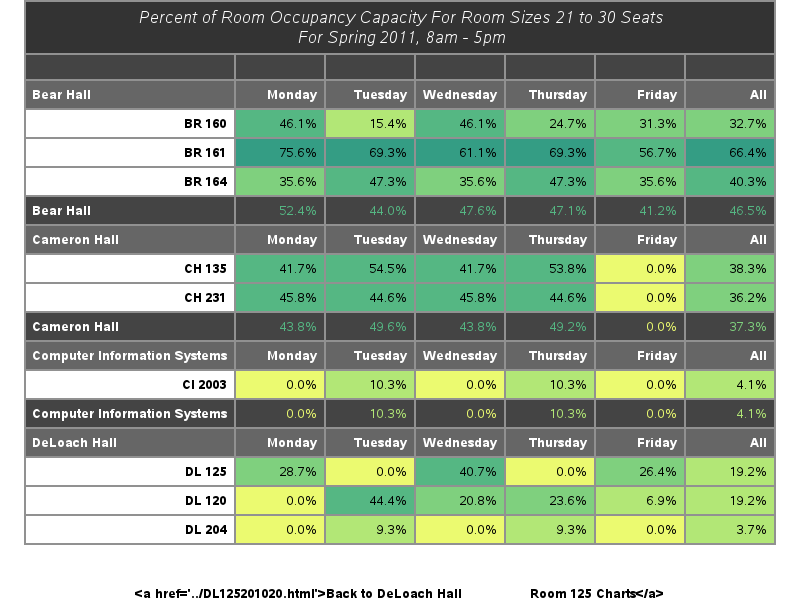 Percent of Room Occupancy Capacity For Room Sizes 21 to 30 Seats
For Spring 2011, 8am - 5pm
Bear Hall Monday Tuesday Wednesday Thursday Friday All
BR 160 46.1% 15.4% 46.1% 24.7% 31.3% 32.7%
BR 161 75.6% 69.3% 61.1% 69.3% 56.7% 66.4%
BR 164 35.6% 47.3% 35.6% 47.3% 35.6% 40.3%
Bear Hall 52.4% 44.0% 47.6% 47.1% 41.2% 46.5%
Cameron Hall Monday Tuesday Wednesday Thursday Friday All
CH 135 41.7% 54.5% 41.7% 53.8% 0.0% 38.3%
CH 231 45.8% 44.6% 45.8% 44.6% 0.0% 36.2%
Cameron Hall 43.8% 49.6% 43.8% 49.2% 0.0% 37.3%
Computer Information Systems Monday Tuesday Wednesday Thursday Friday All
CI 2003 0.0% 10.3% 0.0% 10.3% 0.0% 4.1%
Computer Information Systems 0.0% 10.3% 0.0% 10.3% 0.0% 4.1%
DeLoach Hall Monday Tuesday Wednesday Thursday Friday All
DL 125 28.7% 0.0% 40.7% 0.0% 26.4% 19.2%
DL 120 0.0% 44.4% 20.8% 23.6% 6.9% 19.2%
DL 204 0.0% 9.3% 0.0% 9.3% 0.0% 3.7%
<a href='../DL125201020.html'>Back to DeLoach Hall Room 125 Charts</a>